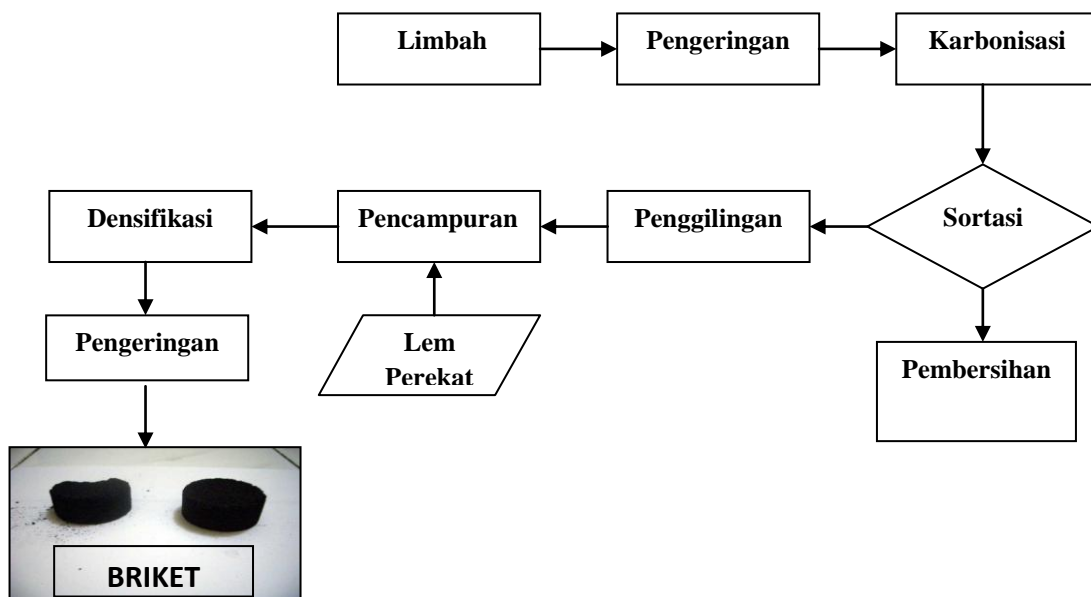 Limbah
Pengeringan
Karbonisasi
Sortasi
Pembersihan
Penggilingan
Pencampuran
Lem
Perekat
Densifikasi
Pengeringan
BRIKET